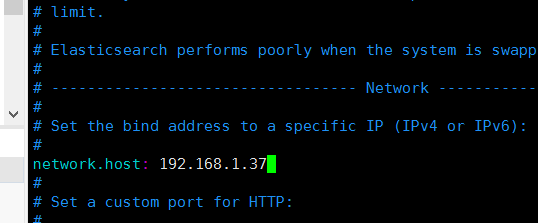 # limit.
#
# Elasticsearch performs poorly when the system is swapp
#
# ---------------------------------- Network -----------
#
# Set the bind address to a specific IP (IPv4 or IPv6):
#
network.host: 192.168.1.37
#
# Set a custom port for HTTP:
#